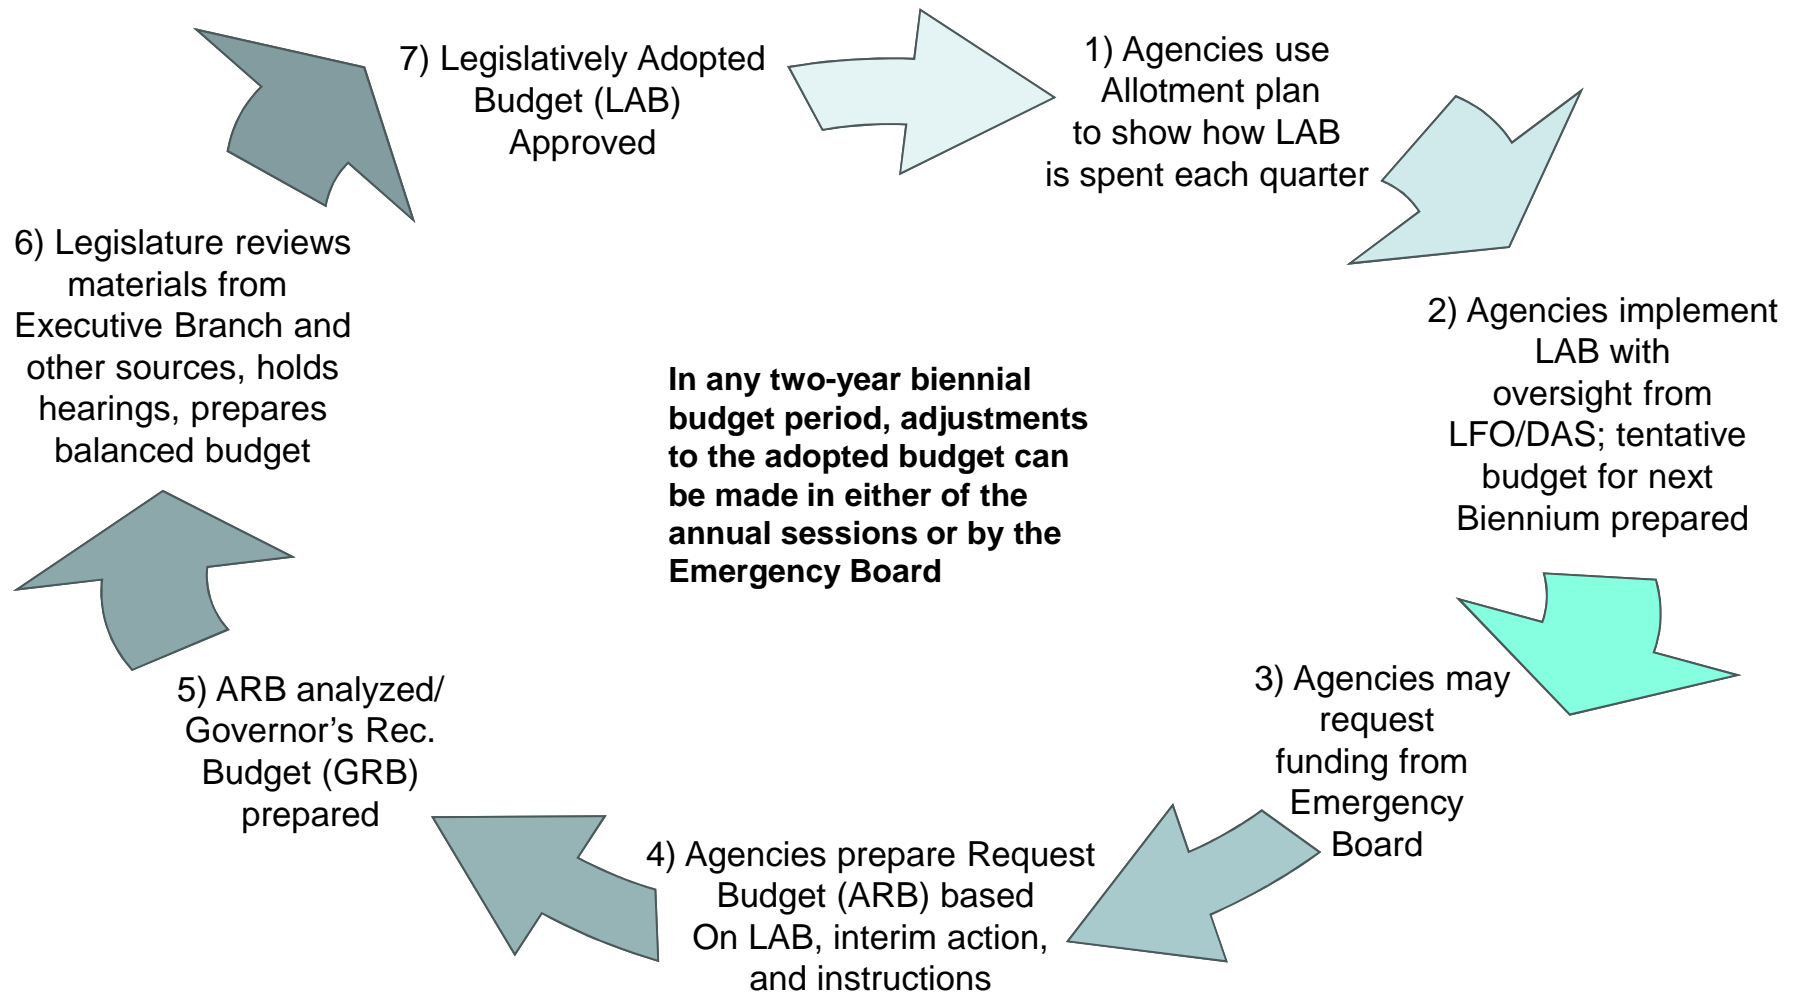 7) Legislatively Adopted
Budget (LAB)
Approved
1) Agencies use
Allotment plan
to show how LAB
is spent each quarter
2) Agencies implement
LAB with
oversight from
LFO/DAS; tentative
budget for next
Biennium prepared
3) Agencies may
request
funding from
Emergency
Board
4) Agencies prepare Request
Budget (ARB) based
On LAB, interim action,
and instructions
5) ARB analyzed/
Governor’s Rec.
Budget (GRB)
prepared
6) Legislature reviews
materials from
Executive Branch and
other sources, holds
hearings, prepares
balanced budget
In any two-year biennial
budget period, adjustments
to the adopted budget can
be made in either of the
annual sessions or by the
Emergency Board